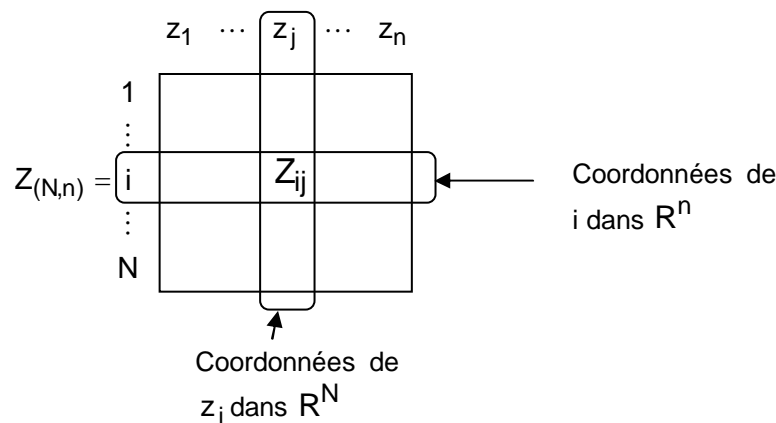 z₁ ⋯ zⱼ ⋯ zₙ
1
⋮
Z₍N,n₎ = i Zᵢⱼ
⋮
N
Coordonnées de
i dans Rⁿ
Coordonnées de
zⱼ dans Rᴺ